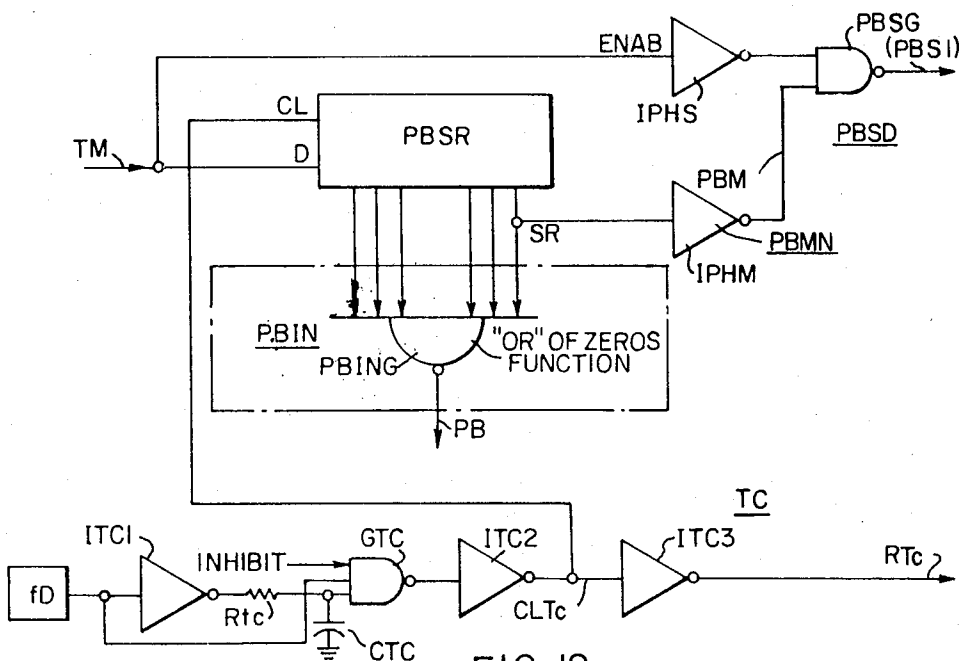 PBSG
(PBS1)
ENAB
IPHS
PBSD
CL
PBSR
TM
D
PBM
SR
PBMN
IPHM
PBIN
"OR" OF ZEROS
FUNCTION
PBING
PB
TC
ITC1
INHIBIT
GTC
ITC2
ITC3
RTc
fD
Rtc
CLTc
CTC